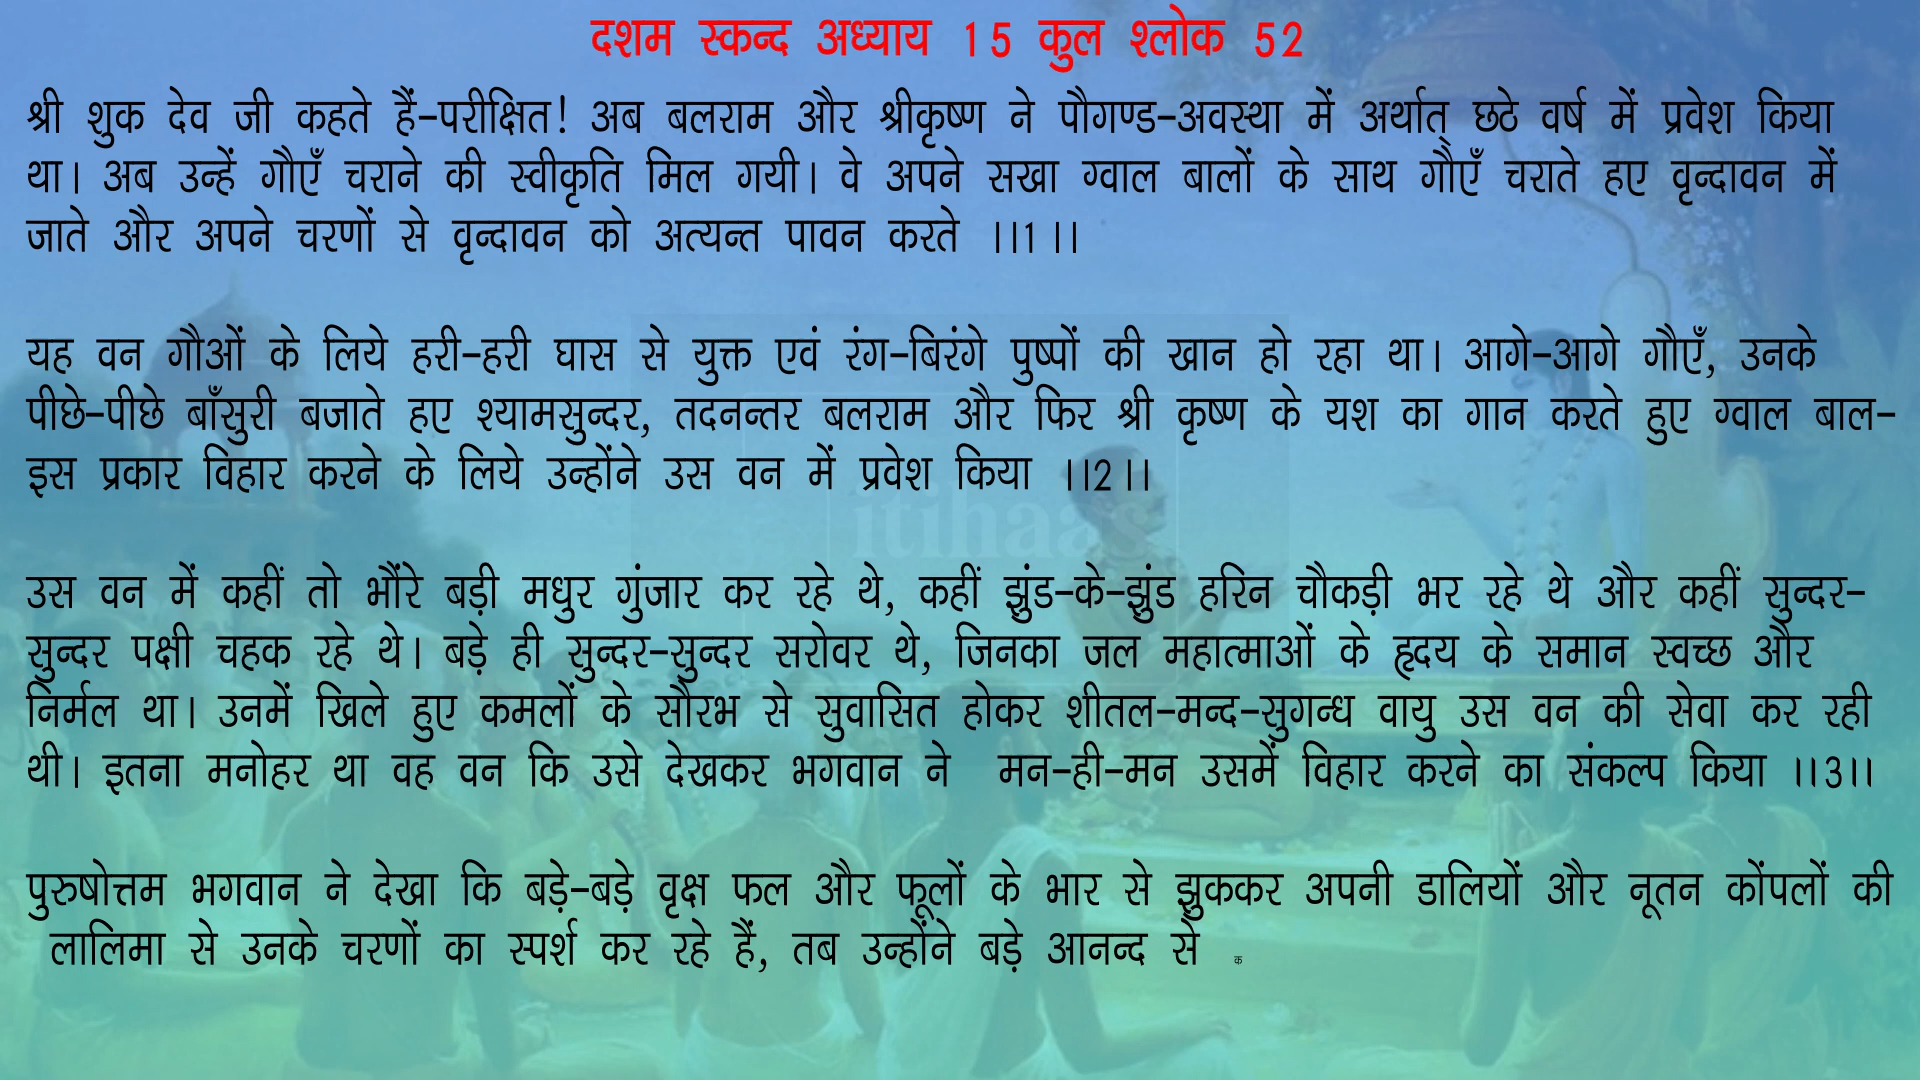 दशम स्कन्द अध्याय 15 कुल श्लोक 52
श्री शुक देव जी कहते हैं-परीक्षित! अब बलराम और श्रीकृष्ण ने पौगण्ड-अवस्था में अर्थात् छठे वर्ष में प्रवेश किया
था। अब उन्हें गौएँ चराने की स्वीकृति मिल गयी। वे अपने सखा ग्वाल बालों के साथ गौएँ चराते हए वृन्दावन में
जाते और अपने चरणों से वृन्दावन को अत्यन्त पावन करते ।।1।।
यह वन गौओं के लिये हरी-हरी घास से युक्त एवं रंग-बिरंगे पुष्पों की खान हो रहा था। आगे-आगे गौएँ, उनके
पीछे-पीछे बाँसुरी बजाते हए श्यामसुन्दर, तदनन्तर बलराम और फिर श्री कृष्ण के यश का गान करते हुए ग्वाल बाल-
इस प्रकार विहार करने के लिये उन्होंने उस वन में प्रवेश किया ।।2।।
itihaas
उस वन में कहीं तो भौंरे बड़ी मधुर गुंजार कर रहे थे, कहीं झुंड-के-झुंड हरिन चौकड़ी भर रहे थे और कहीं सुन्दर-
सुन्दर पक्षी चहक रहे थे। बड़े ही सुन्दर-सुन्दर सरोवर थे, जिनका जल महात्माओं के हृदय के समान स्वच्छ और
निर्मल था। उनमें खिले हुए कमलों के सौरभ से सुवासित होकर शीतल-मन्द-सुगन्ध वायु उस वन की सेवा कर रही
थी। इतना मनोहर था वह वन कि उसे देखकर भगवान ने मन-ही-मन उसमें विहार करने का संकल्प किया ।।3।।
पुरुषोत्तम भगवान ने देखा कि बड़े-बड़े वृक्ष फल और फूलों के भार से झुककर अपनी डालियों और नूतन कोंपलों की
लालिमा से उनके चरणों का स्पर्श कर रहे हैं, तब उन्होंने बड़े आनन्द से क